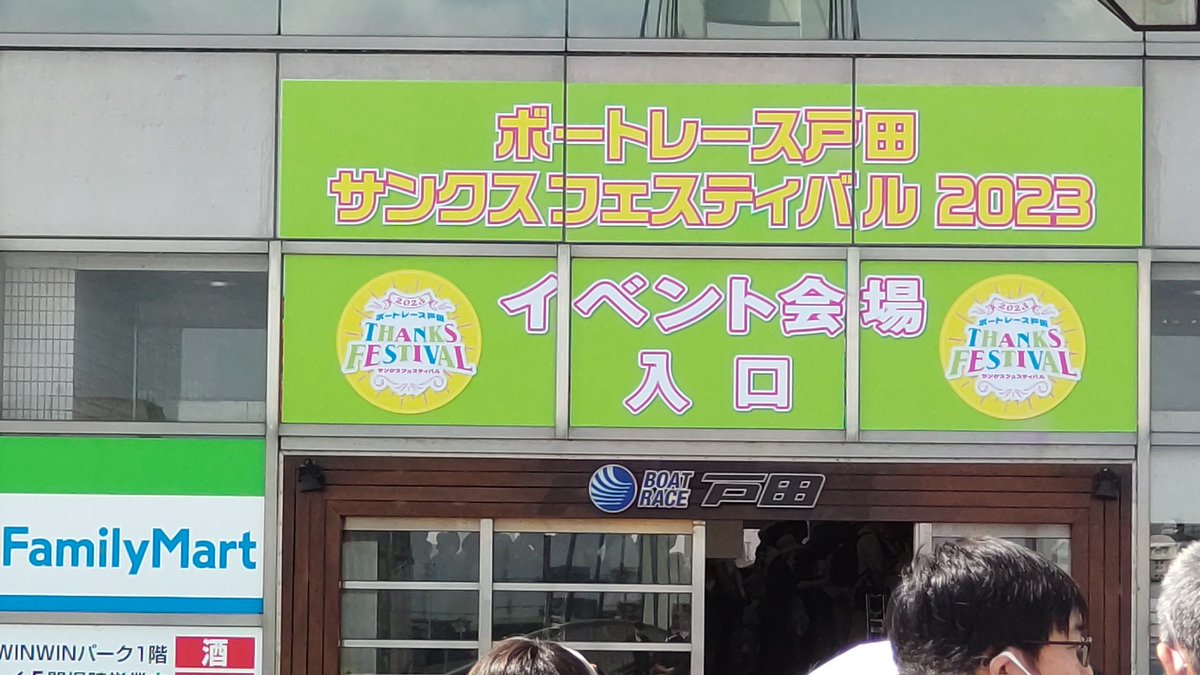 ボートレース戸田
サンクスフェスティバル 2023
イベント会場
入口
2023
ボートレース戸田
THANKS
FESTIVAL
サンクスフェスティバル
2023
ボートレース戸田
THANKS
FESTIVAL
サンクスフェスティバル
BOAT RACE 戸田
FamilyMart
WINWINパーク1階 酒